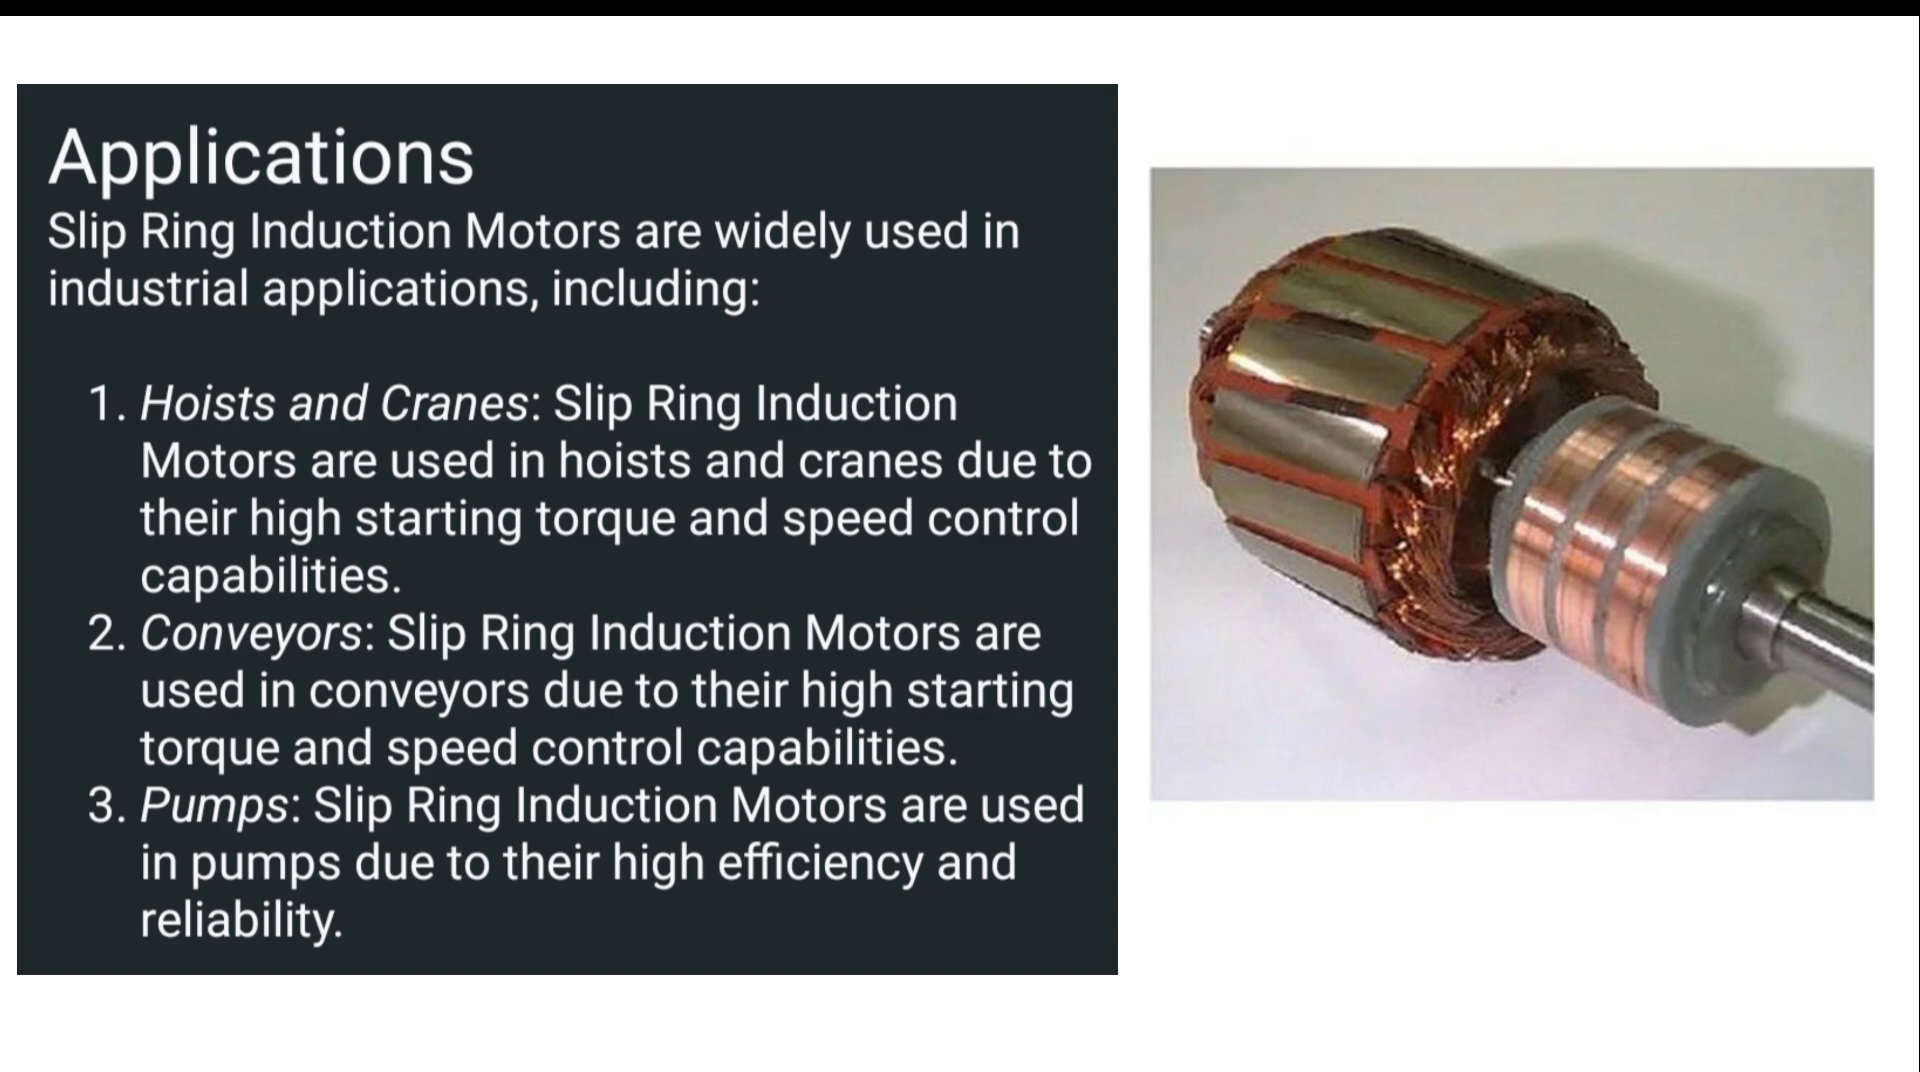 Applications
Slip Ring Induction Motors are widely used in
industrial applications, including:
1. Hoists and Cranes: Slip Ring Induction
Motors are used in hoists and cranes due to
their high starting torque and speed control
capabilities.
2. Conveyors: Slip Ring Induction Motors are
used in conveyors due to their high starting
torque and speed control capabilities.
3. Pumps: Slip Ring Induction Motors are used
in pumps due to their high efficiency and
reliability.